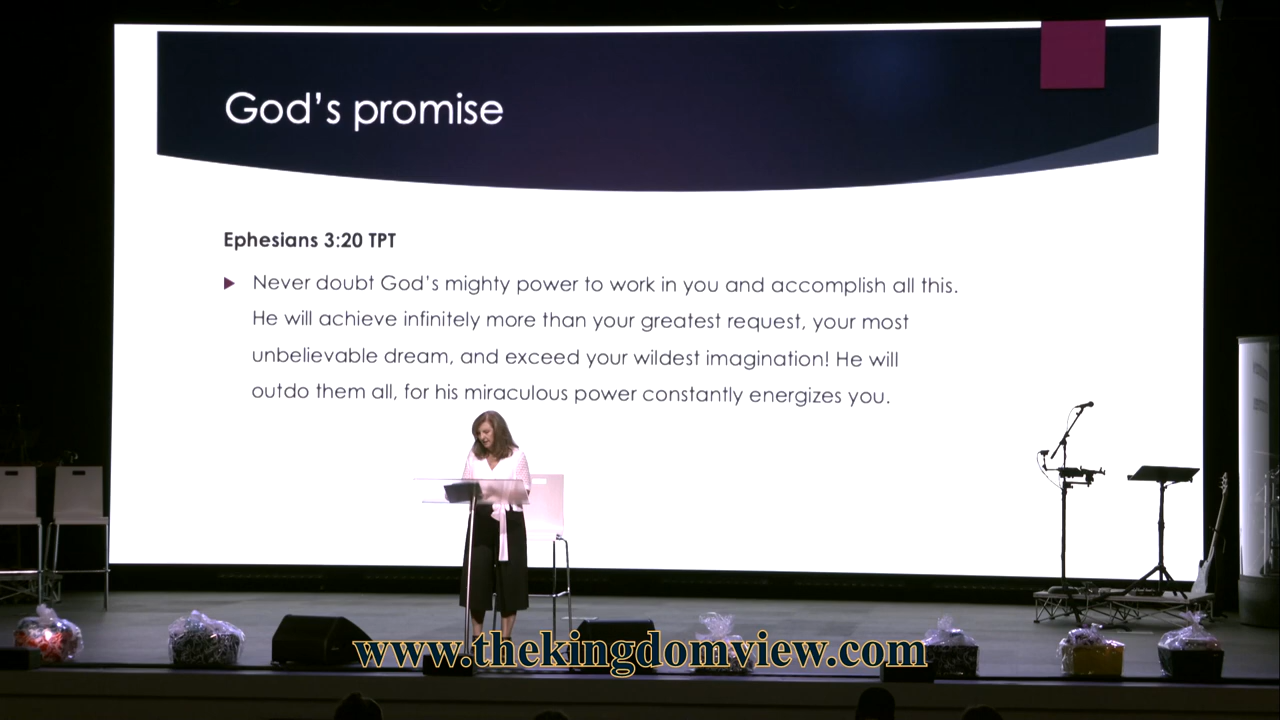 God's promise
Ephesians 3:20 TPT
Never doubt God's mighty power to work in you and accomplish all this.
He will achieve infinitely more than your greatest request, your most
unbelievable dream, and exceed your wildest imagination! He will
outdo them all, for his miraculous power constantly energizes you.
www.thekingdomview.com